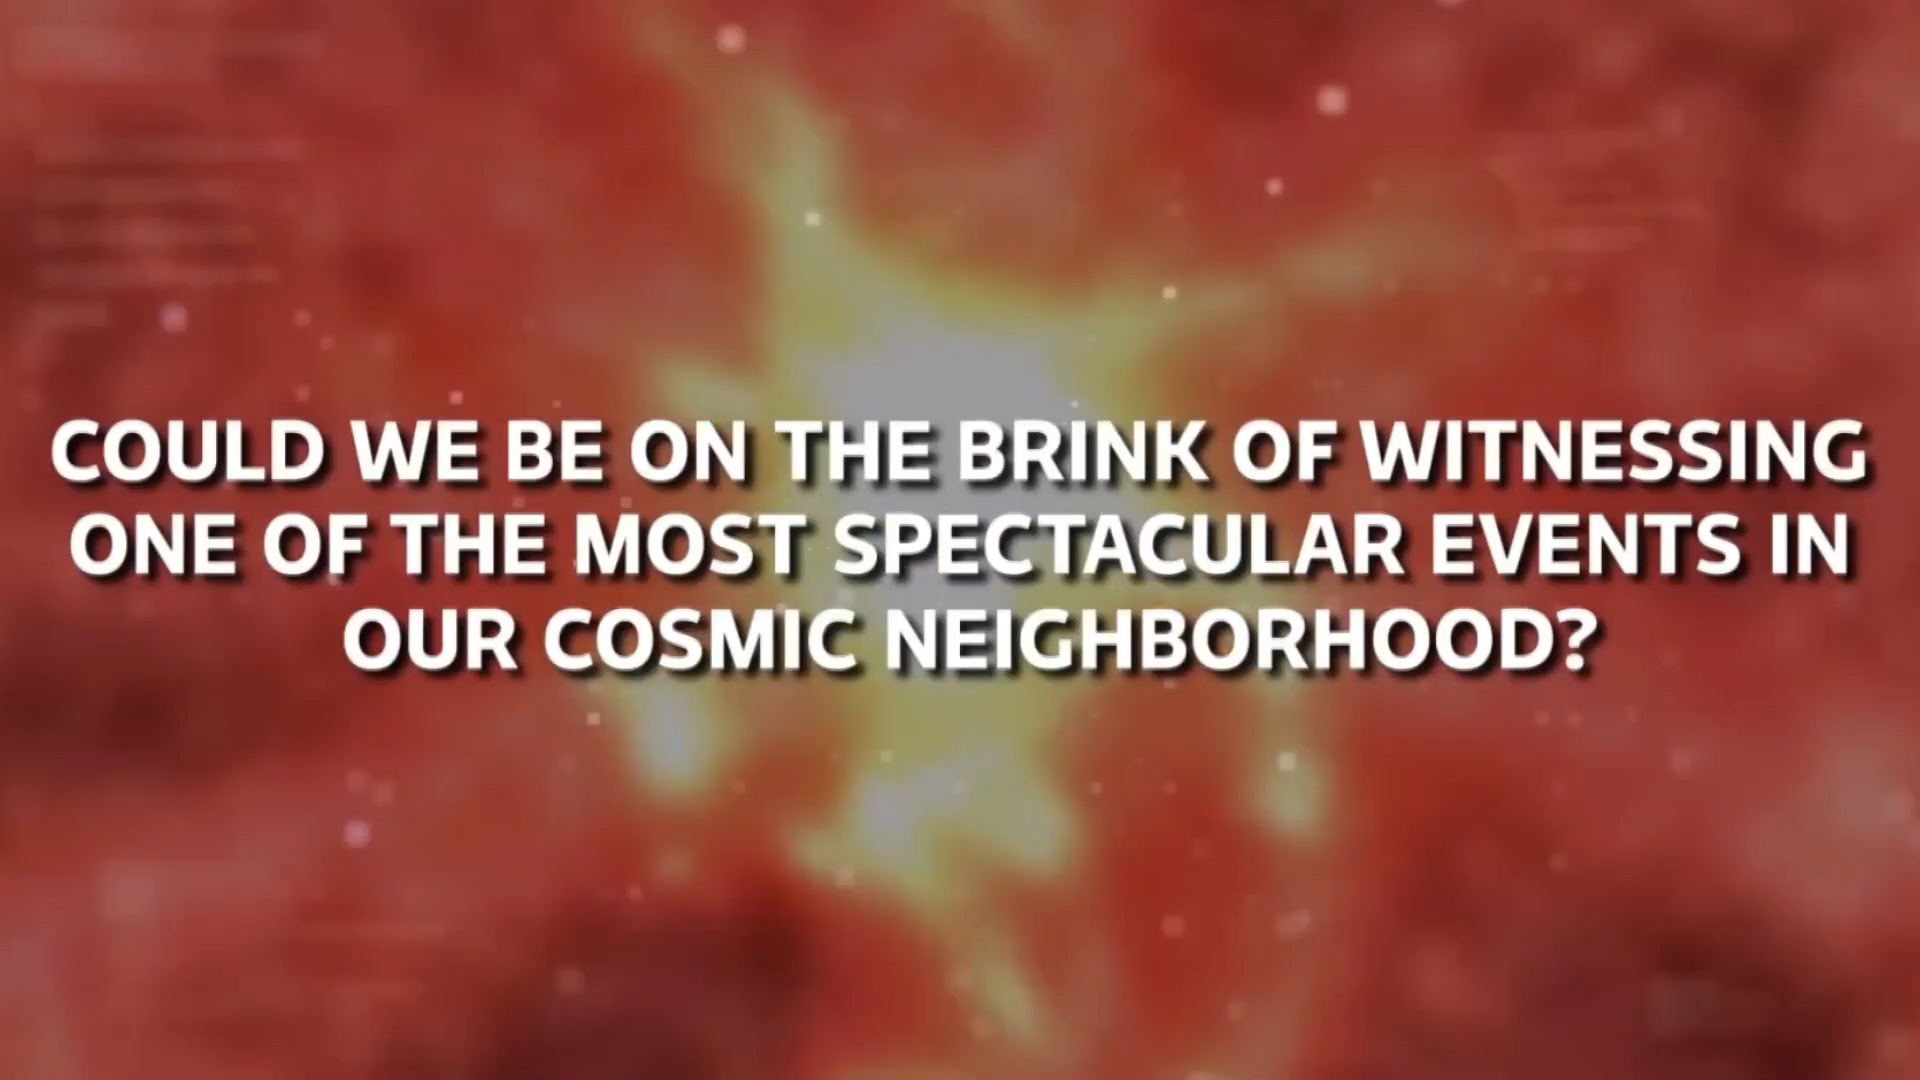 COULD WE BE ON THE BRINK OF WITNESSING
ONE OF THE MOST SPECTACULAR EVENTS IN
OUR COSMIC NEIGHBORHOOD?